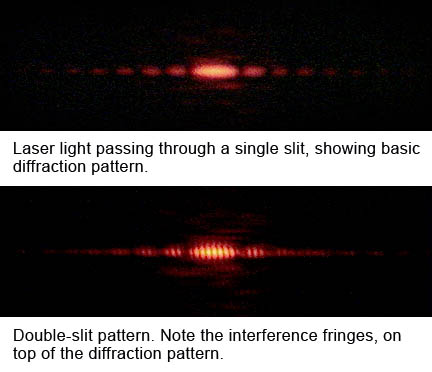 Laser light passing through a single slit, showing basic
diffraction pattern.
Double-slit pattern. Note the interference fringes, on
top of the diffraction pattern.